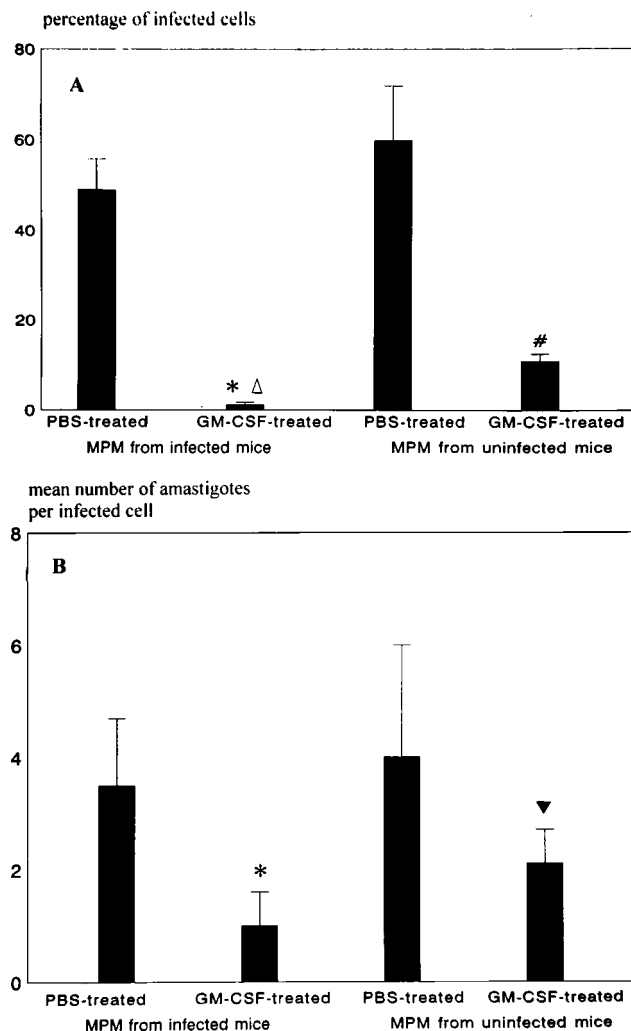 percentage of infected cells
80
A
60
40
20
0
* △
#
PBS-treated GM-CSF-treated PBS-treated GM-CSF-treated
MPM from infected mice MPM from uninfected mice
mean number of amastigotes
per infected cell
8
B
6
4
2
0
*
▼
PBS-treated GM-CSF-treated PBS-treated GM-CSF-treated
MPM from infected mice MPM from uninfected mice